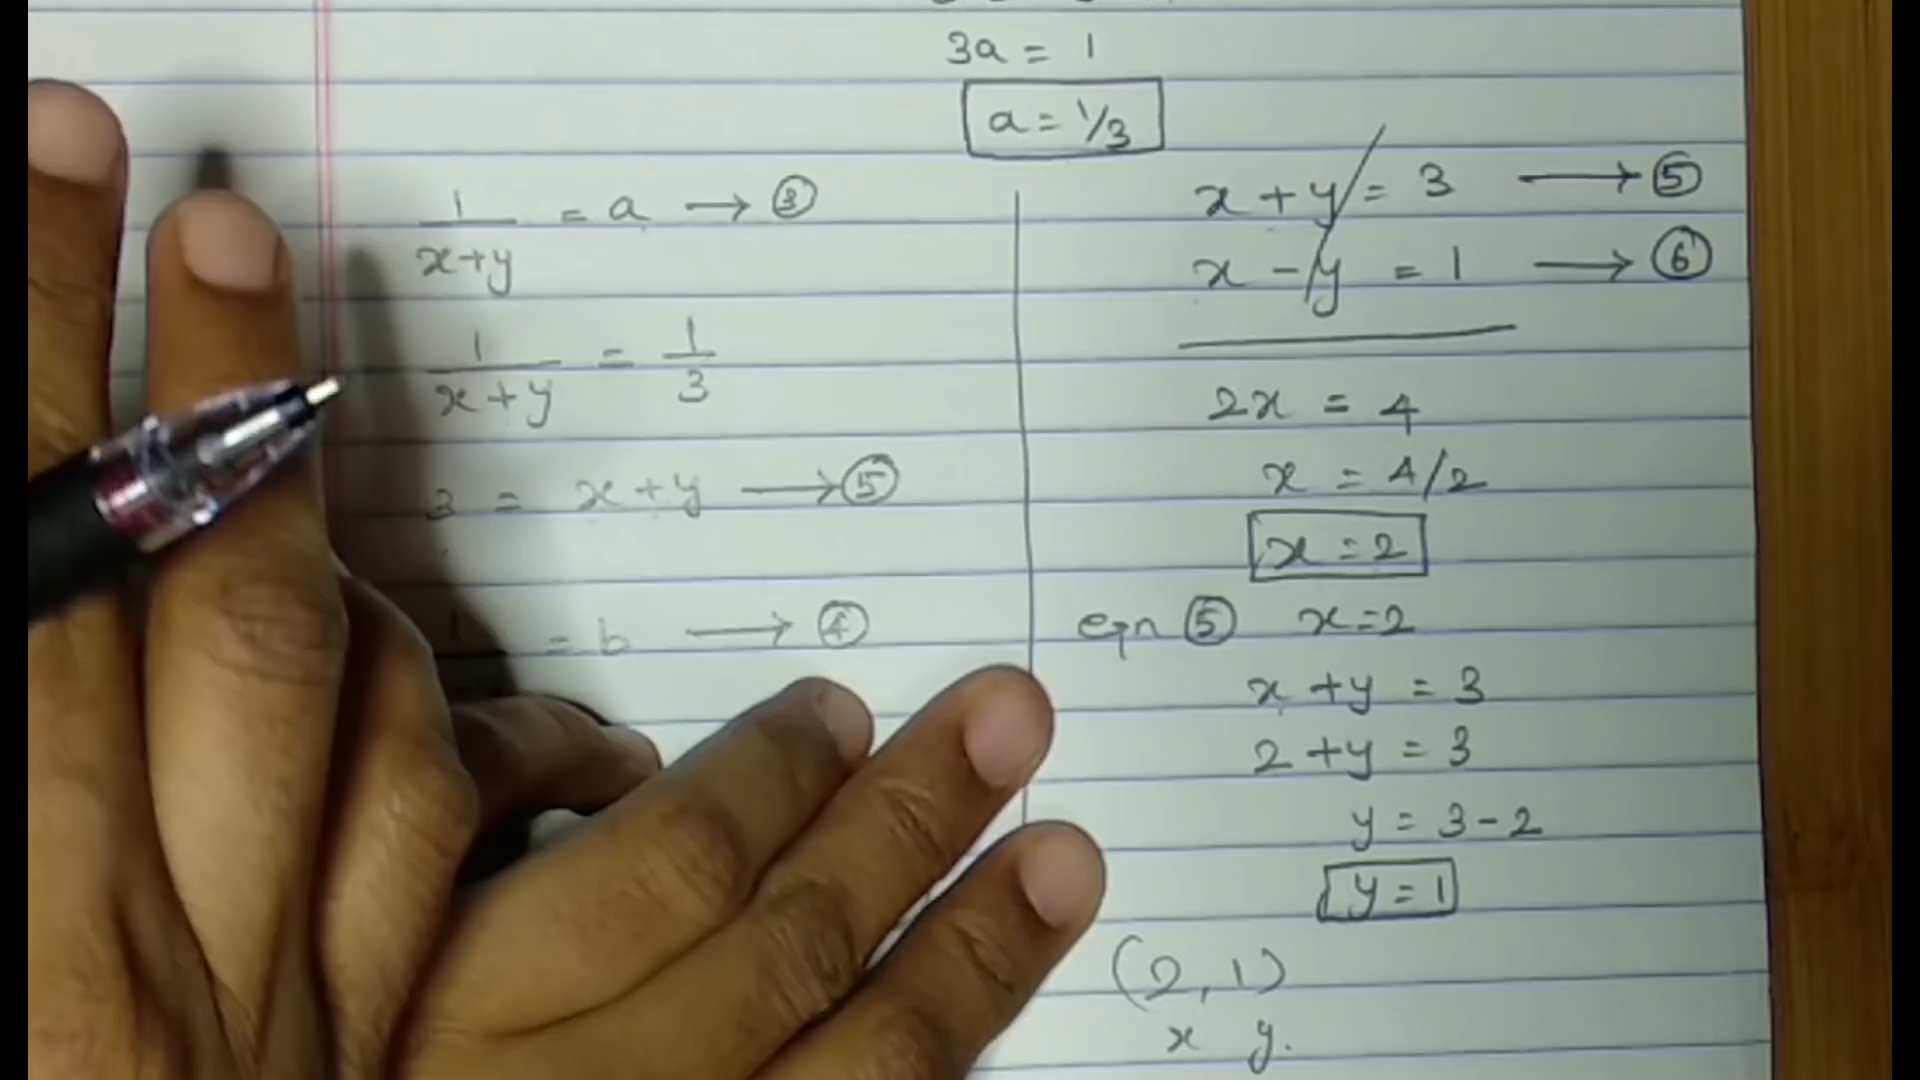 3a = 1
a = 1/3
1/(x+y) = a → ③
1/(x+y) = 1/3
3 = x+y → ⑤
1 = b → ④
x + y = 3 → ⑤
x - y = 1 → ⑥
2x = 4
x = 4/2
x = 2
eqn ⑤ x=2
x + y = 3
2 + y = 3
y = 3-2
y = 1
(2, 1)
x y.